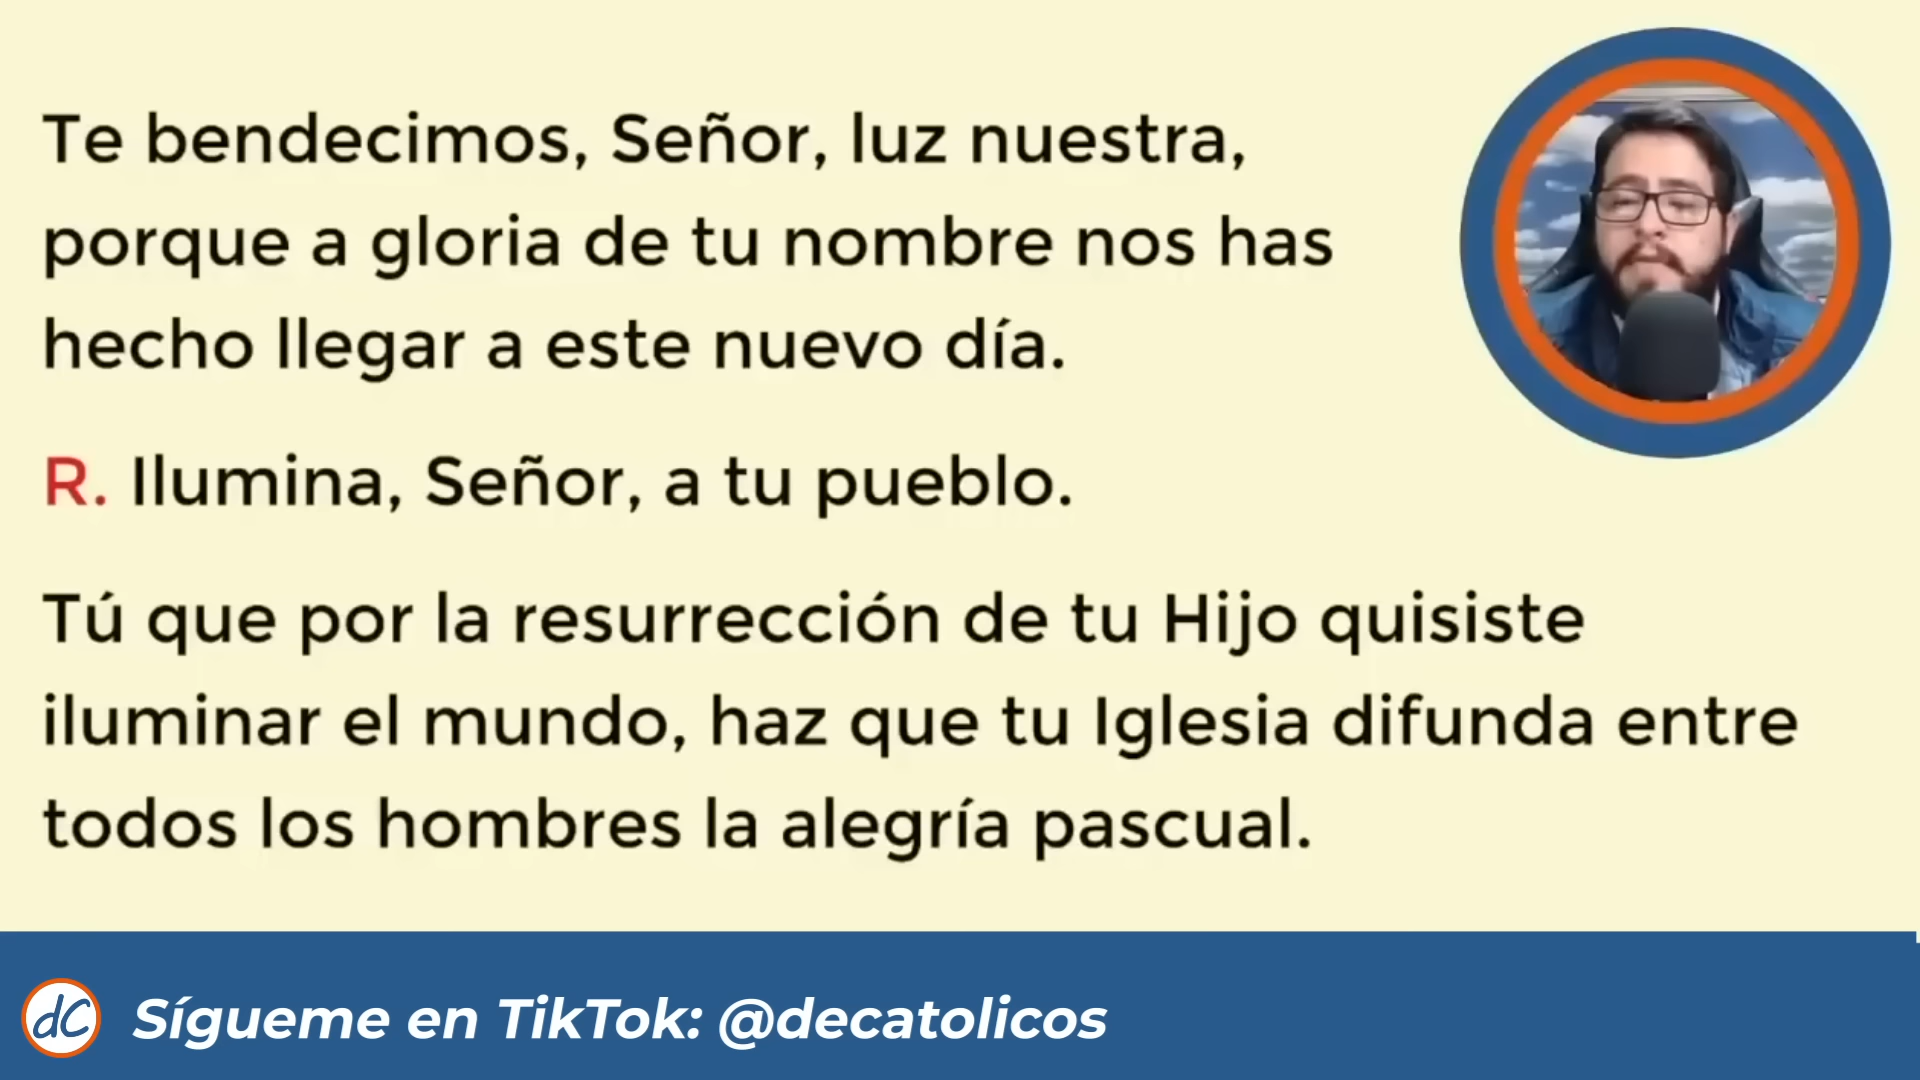 Te bendecimos, Señor, luz nuestra,
porque a gloria de tu nombre nos has
hecho llegar a este nuevo día.
R. Ilumina, Señor, a tu pueblo.
Tú que por la resurrección de tu Hijo quisiste
iluminar el mundo, haz que tu Iglesia difunda entre
todos los hombres la alegría pascual.
dC Sígueme en TikTok: @decatolicos